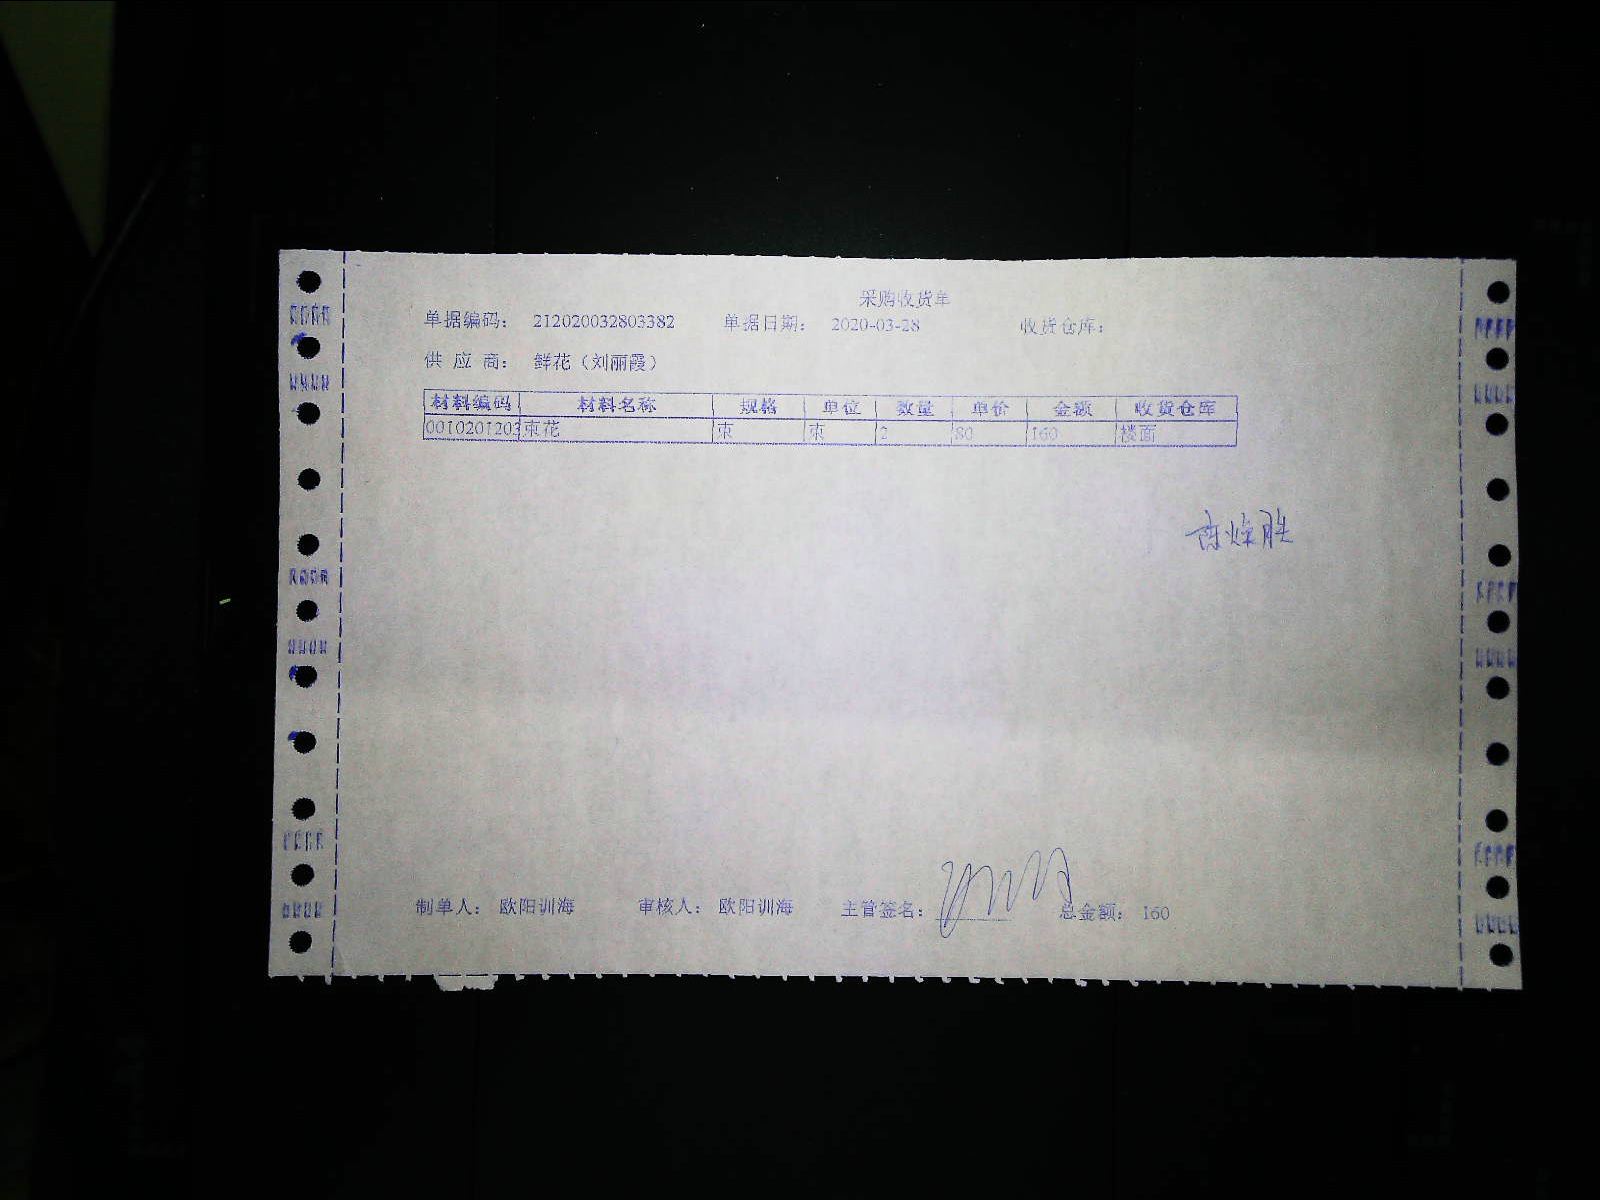 采购收货单
单据编码： 212020032803382 单据日期： 2020-03-28 收货仓库：
供 应 商： 鲜花（刘丽霞）
材料编码 材料名称 规格 单位 数量 单价 金额 收货仓库
0010201203 束花 束 束 2 80 160 楼面
制单人： 欧阳训海 审核人： 欧阳训海 主管签名： 总金额： 160